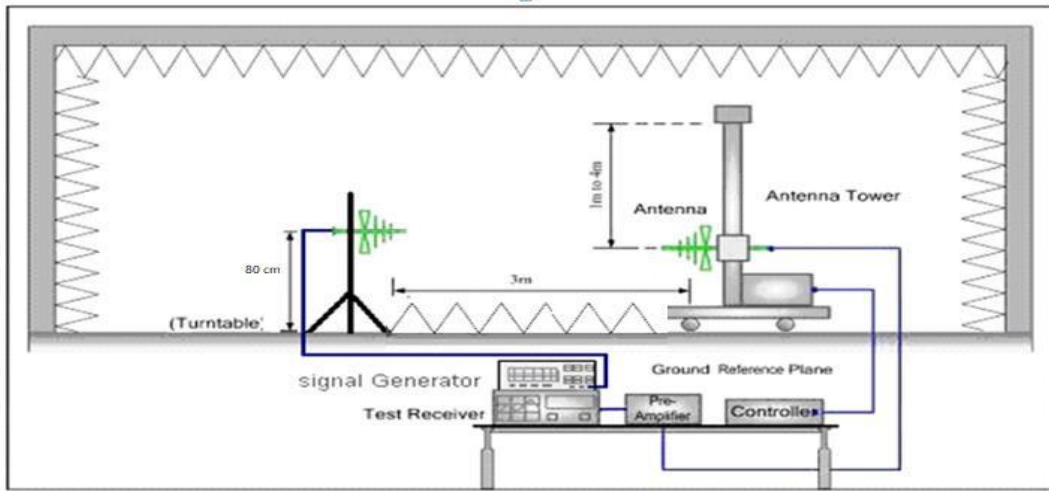 1m to 4m
Antenna Tower
Antenna
80 cm
3m
(Turntable)
Ground Reference Plane
signal Generator
Test Receiver
Pre-
Amplifier
Controller